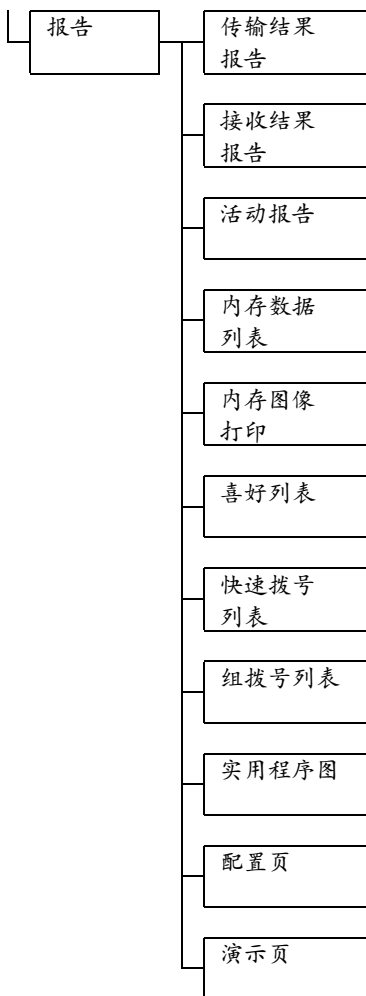 报告
传输结果
报告
接收结果
报告
活动报告
内存数据
列表
内存图像
打印
喜好列表
快速拨号
列表
组拨号列表
实用程序图
配置页
演示页